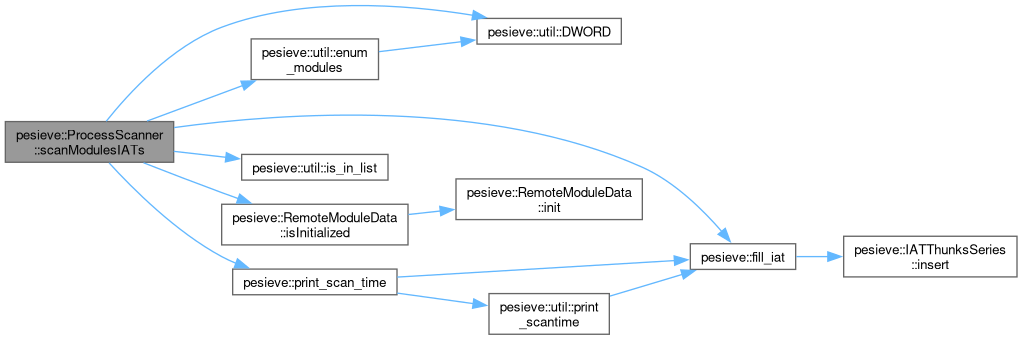 pesieve::ProcessScanner
::scanModulesIATs
pesieve::util::DWORD
pesieve::util::enum
_modules
pesieve::util::is_in_list
pesieve::RemoteModuleData
::isInitialized
pesieve::RemoteModuleData
::init
pesieve::print_scan_time
pesieve::util::print
_scantime
pesieve::fill_iat
pesieve::IATThunksSeries
::insert